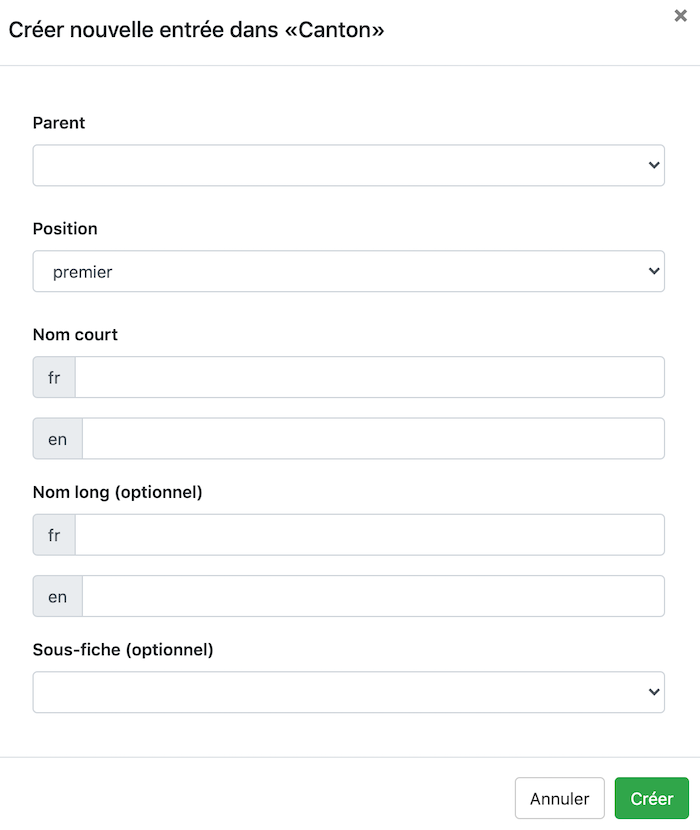 Créer nouvelle entrée dans «Canton»
×
Parent
Position
premier
Nom court
fr
en
Nom long (optionnel)
fr
en
Sous-fiche (optionnel)
Annuler
Créer